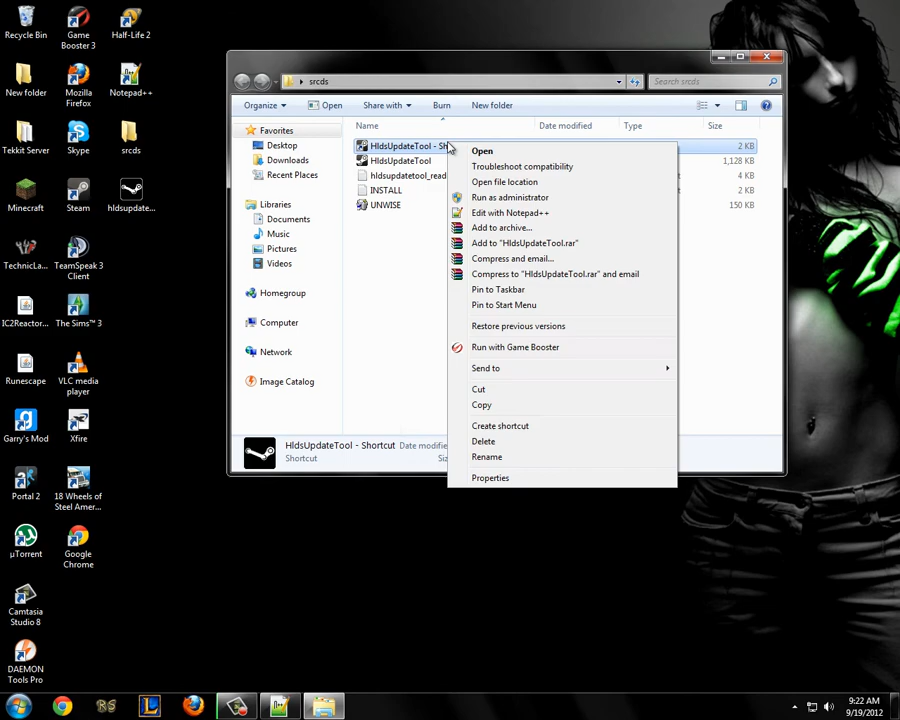 Recycle Bin
Game Booster 3
Half-Life 2
New folder
Mozilla Firefox
Notepad++
Tekkit Server
Skype
srcds
Minecraft
Steam
hldsupdate...
TechnicLa...
TeamSpeak 3 Client
IC2Reactor...
The Sims™ 3
Runescape
VLC media player
Garry's Mod
Xfire
Portal 2
18 Wheels of Steel Amer...
µTorrent
Google Chrome
Camtasia Studio 8
DAEMON Tools Pro
srcds
Search srcds
Organize
Open
Share with
Burn
New folder
Name
Date modified
Type
Size
Favorites
Desktop
Downloads
Recent Places
Libraries
Documents
Music
Pictures
Videos
Homegroup
Computer
Network
Image Catalog
HldsUpdateTool - Sh
2 KB
HldsUpdateTool
1,128 KB
hldsupdatetool_read
4 KB
INSTALL
2 KB
UNWISE
150 KB
Open
Troubleshoot compatibility
Open file location
Run as administrator
Edit with Notepad++
Add to archive...
Add to "HldsUpdateTool.rar"
Compress and email...
Compress to "HldsUpdateTool.rar" and email
Pin to Taskbar
Pin to Start Menu
Restore previous versions
Run with Game Booster
Send to
Cut
Copy
Create shortcut
Delete
Rename
Properties
HldsUpdateTool - Shortcut Date modifie
Shortcut
9:22 AM
9/19/2012